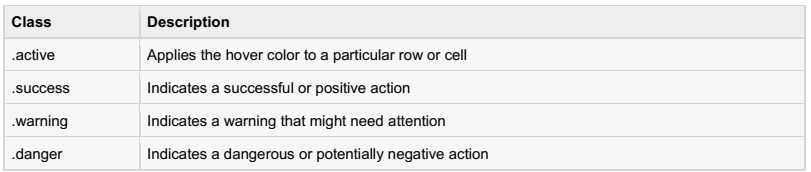 Class Description
.active Applies the hover color to a particular row or cell
.success Indicates a successful or positive action
.warning Indicates a warning that might need attention
.danger Indicates a dangerous or potentially negative action